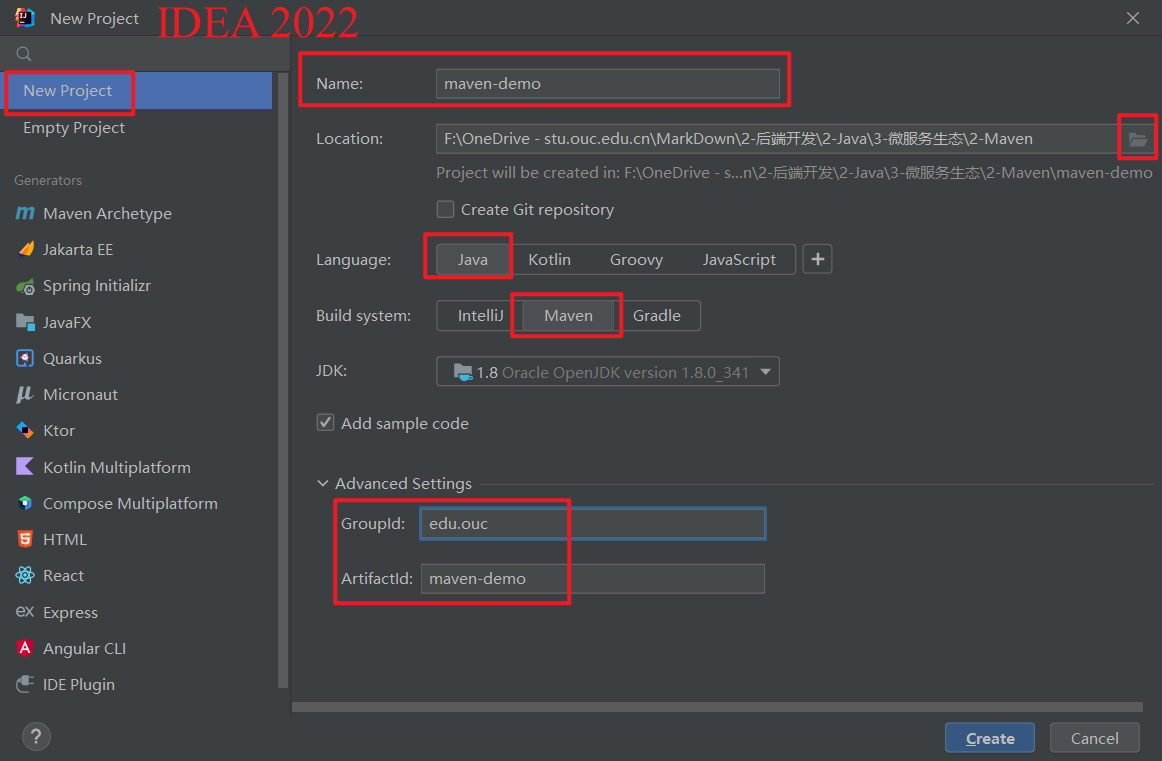 New Project
IDEA 2022
New Project
Empty Project
Generators
Maven Archetype
Jakarta EE
Spring Initializr
JavaFX
Quarkus
Micronaut
Ktor
Kotlin Multiplatform
Compose Multiplatform
HTML
React
ex Express
Angular CLI
IDE Plugin
Name: maven-demo
Location: F:\OneDrive - stu.ouc.edu.cn\MarkDown\2-后端开发\2-Java\3-微服务生态\2-Maven
Project will be created in: F:\OneDrive - s...n\2-后端开发\2-Java\3-微服务生态\2-Maven\maven-demo
Create Git repository
Language: Java Kotlin Groovy JavaScript +
Build system: IntelliJ Maven Gradle
JDK: 1.8 Oracle OpenJDK version 1.8.0_341
Add sample code
Advanced Settings
GroupId: edu.ouc
ArtifactId: maven-demo
? Create Cancel